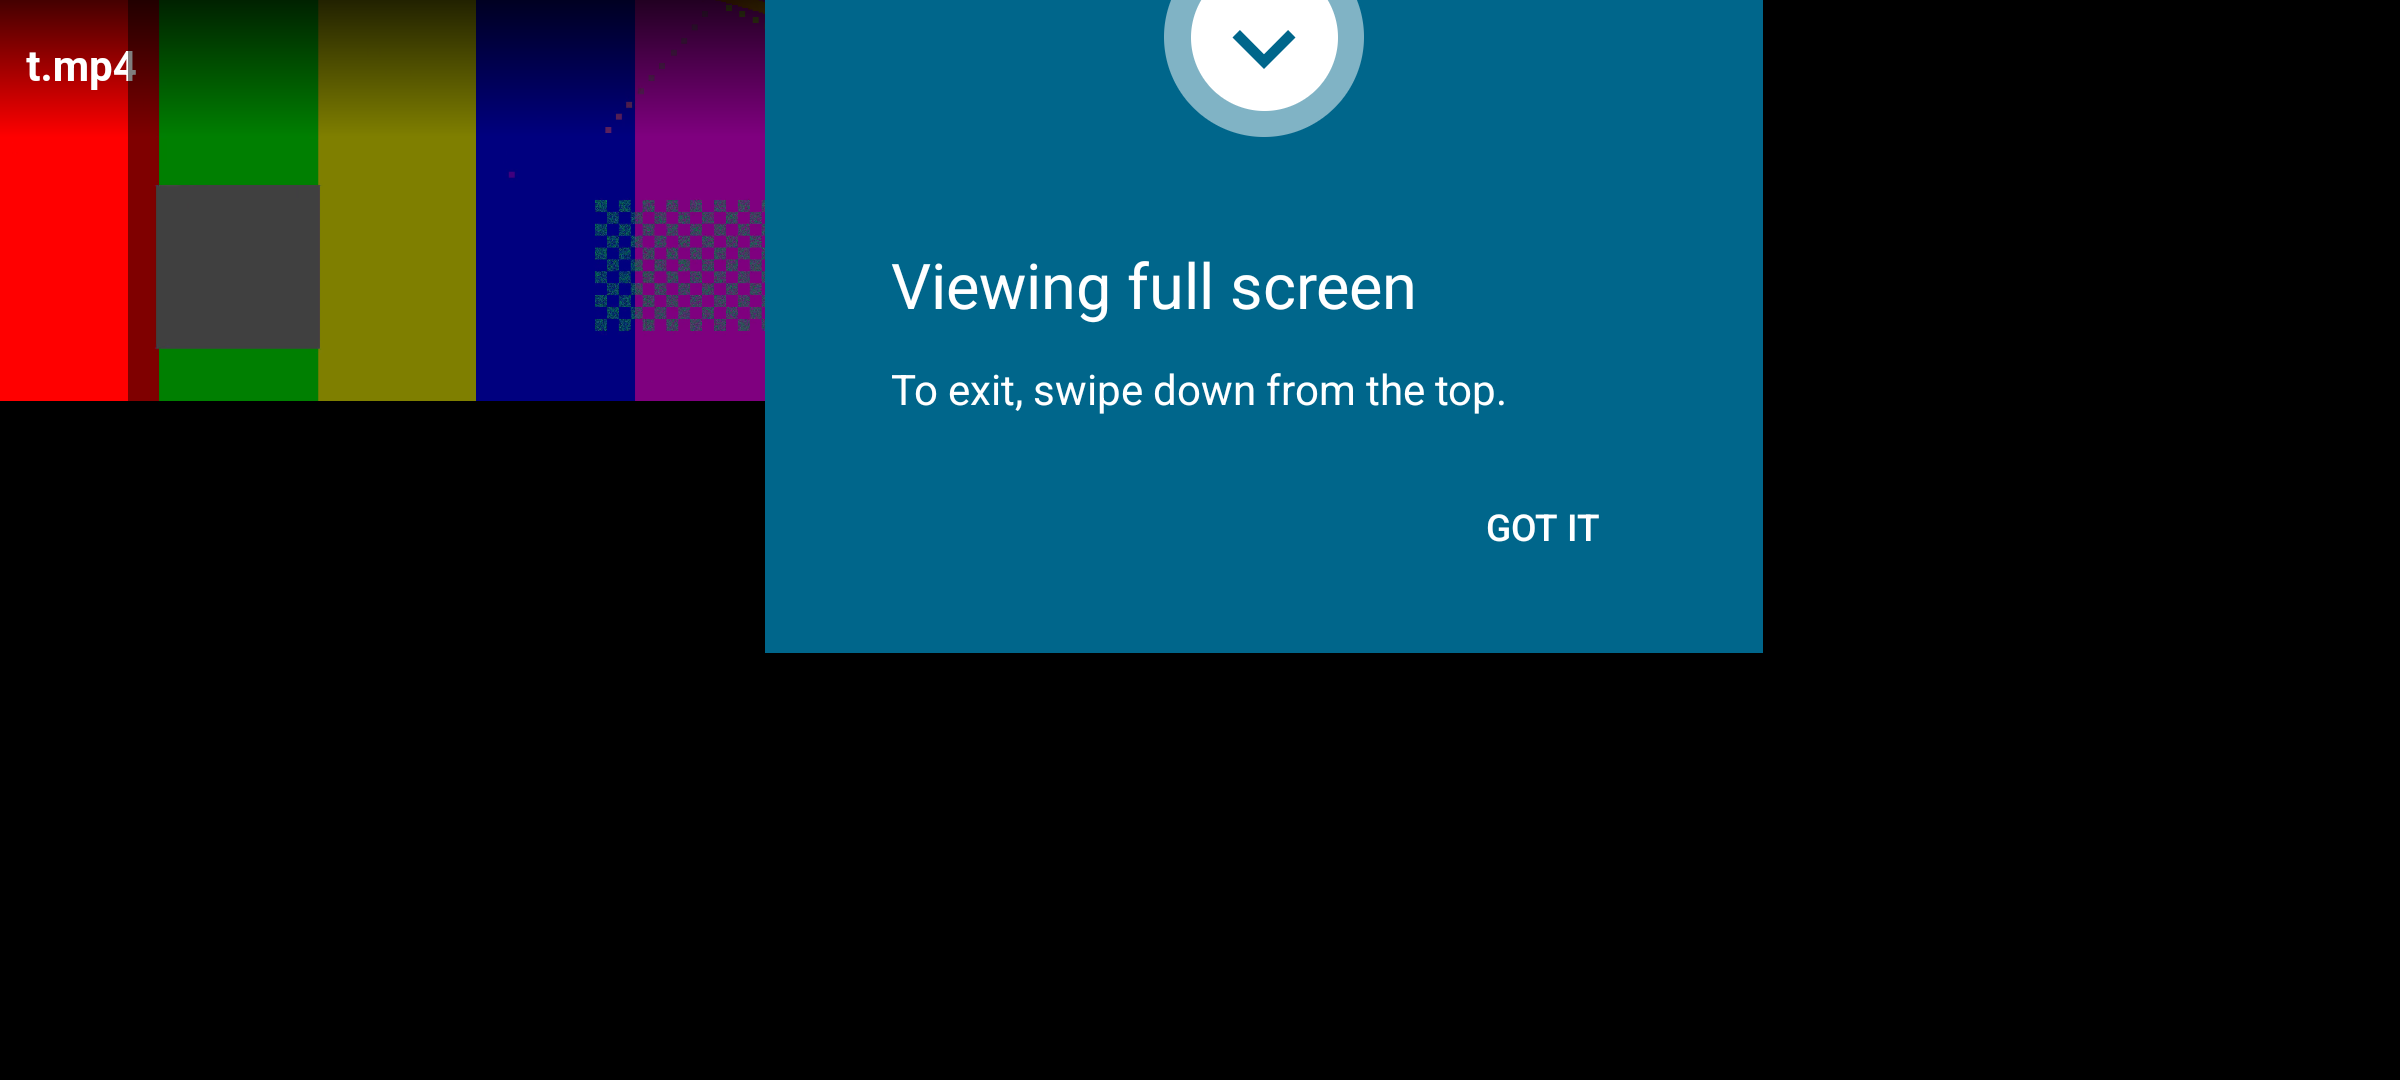 t.mp4
Viewing full screen
To exit, swipe down from the top.
GOT IT